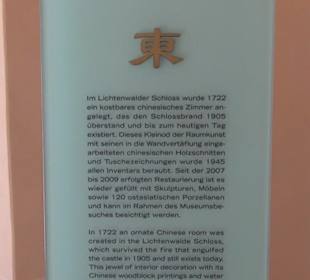 東
Im Lichtenwalder Schloss wurde 1722
ein kostbares chinesisches Zimmer an-
gelegt, das den Schlossbrand 1905
überstand und bis zum heutigen Tag
existiert. Dieses Kleinod der Raumkunst
mit seinen in die Wandvertäflung einge-
arbeiteten chinesischen Holzschnitten
und Tuschezeichnungen wurde 1945
allen Inventars beraubt. Seit der 2007
bis 2009 erfolgten Restaurierung ist es
wieder gefüllt mit Skulpturen, Möbeln
sowie 120 ostasiatischen Porzellanen
und kann im Rahmen des Museumsbe-
suches besichtigt werden.
In 1722 an ornate Chinese room was
created in the Lichtenwalde Schloss,
which survived the fire that engulfed
the castle in 1905 and still exists today.
This jewel of interior decoration with its
Chinese woodblock printings and water